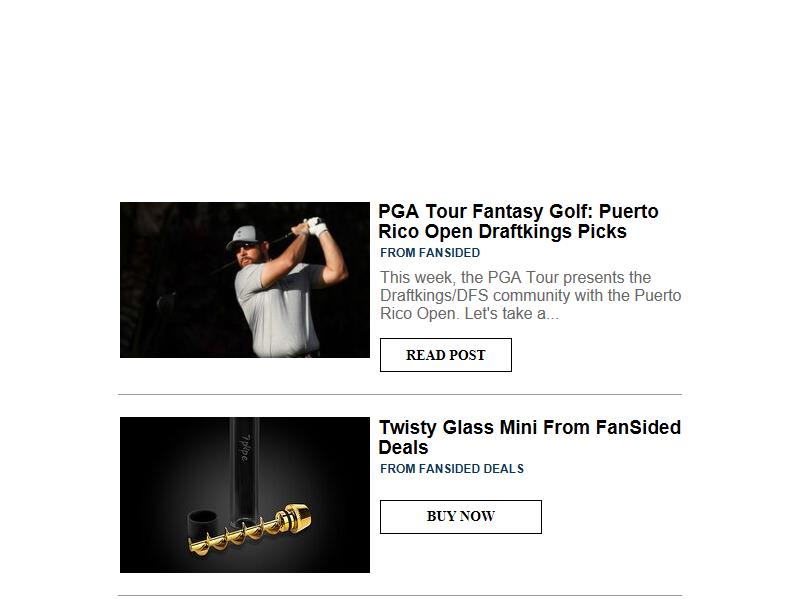 PGA Tour Fantasy Golf: Puerto
Rico Open Draftkings Picks
FROM FANSIDED
This week, the PGA Tour presents the
Draftkings/DFS community with the Puerto
Rico Open. Let's take a...
READ POST
Twisty Glass Mini From FanSided
Deals
FROM FANSIDED DEALS
BUY NOW
7pipe